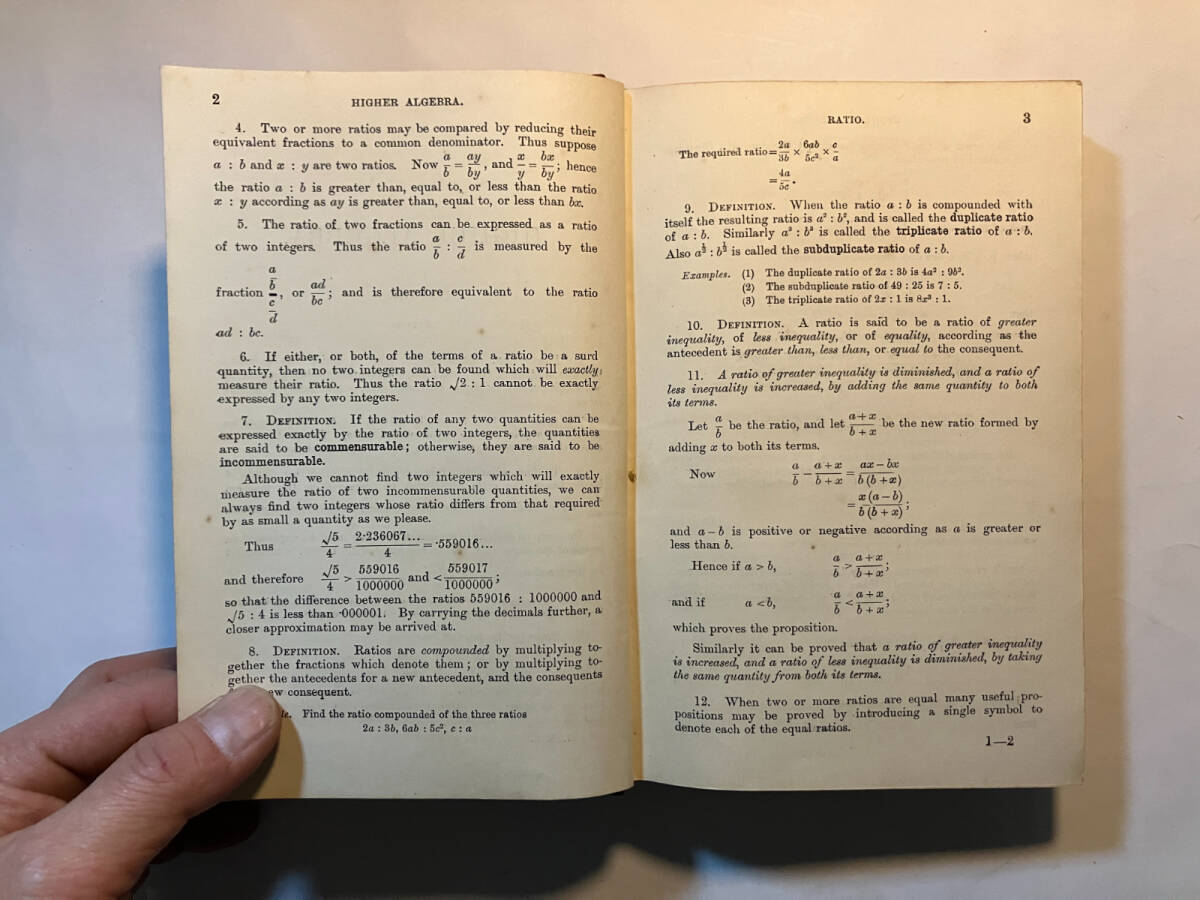 2
HIGHER ALGEBRA.
4. Two or more ratios may be compared by reducing their
equivalent fractions to a common denominator. Thus suppose
a : b and x : y are two ratios. Now a/b = ay/by, and x/y = bx/by; hence
the ratio a : b is greater than, equal to, or less than the ratio
x : y according as ay is greater than, equal to, or less than bx.
5. The ratio of two fractions can be expressed as a ratio
of two integers. Thus the ratio a/b : c/d is measured by the
fraction (a/b)/(c/d), or ad/bc; and is therefore equivalent to the ratio
ad : bc.
6. If either, or both, of the terms of a ratio be a surd
quantity, then no two integers can be found which will exactly
measure their ratio. Thus the ratio √2 : 1 cannot be exactly
expressed by any two integers.
7. DEFINITION. If the ratio of any two quantities can be
expressed exactly by the ratio of two integers, the quantities
are said to be commensurable; otherwise, they are said to be
incommensurable.
Although we cannot find two integers which will exactly
measure the ratio of two incommensurable quantities, we can
always find two integers whose ratio differs from that required
by as small a quantity as we please.
Thus √5/4 = 2·236067.../4 = ·559016...
and therefore √5/4 > 559016/1000000 and < 559017/1000000;
so that the difference between the ratios 559016 : 1000000 and
√5 : 4 is less than ·000001. By carrying the decimals further, a
closer approximation may be arrived at.
8. DEFINITION. Ratios are compounded by multiplying to-
gether the fractions which denote them; or by multiplying to-
gether the antecedents for a new antecedent, and the consequents
ew consequent.
le. Find the ratio compounded of the three ratios
2a : 3b, 6ab : 5c², c : a
RATIO.
3
The required ratio = 2a/3b × 6ab/5c² × c/a
= 4a/5c.
9. DEFINITION. When the ratio a : b is compounded with
itself the resulting ratio is a² : b², and is called the duplicate ratio
of a : b. Similarly a³ : b³ is called the triplicate ratio of a : b.
Also a^½ : b^½ is called the subduplicate ratio of a : b.
Examples. (1) The duplicate ratio of 2a : 3b is 4a² : 9b².
(2) The subduplicate ratio of 49 : 25 is 7 : 5.
(3) The triplicate ratio of 2x : 1 is 8x³ : 1.
10. DEFINITION. A ratio is said to be a ratio of greater
inequality, of less inequality, or of equality, according as the
antecedent is greater than, less than, or equal to the consequent.
11. A ratio of greater inequality is diminished, and a ratio of
less inequality is increased, by adding the same quantity to both
its terms.
Let a/b be the ratio, and let (a+x)/(b+x) be the new ratio formed by
adding x to both its terms.
Now a/b − (a+x)/(b+x) = (ax−bx)/(b(b+x))
= x(a−b)/(b(b+x));
and a−b is positive or negative according as a is greater or
less than b.
Hence if a > b, a/b > (a+x)/(b+x);
and if a < b, a/b < (a+x)/(b+x);
which proves the proposition.
Similarly it can be proved that a ratio of greater inequality
is increased, and a ratio of less inequality is diminished, by taking
the same quantity from both its terms.
12. When two or more ratios are equal many useful pro-
positions may be proved by introducing a single symbol to
denote each of the equal ratios.
1—2